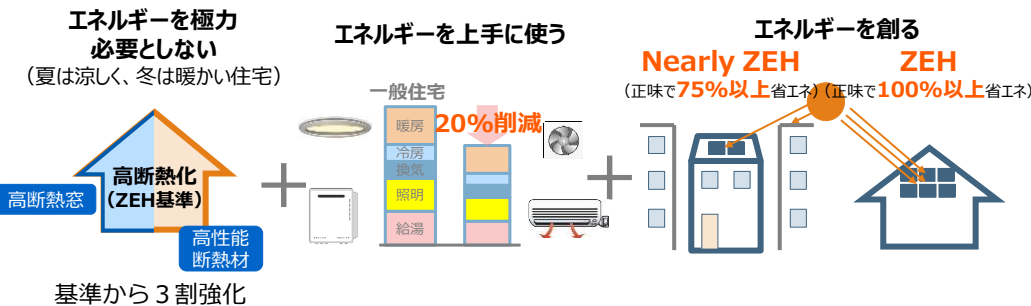 エネルギーを極力
必要としない
（夏は涼しく、冬は暖かい住宅）
高断熱化
（ZEH基準）
高断熱窓
高性能
断熱材
基準から３割強化
エネルギーを上手に使う
一般住宅
20%削減
暖房
冷房
換気
照明
給湯
エネルギーを創る
Nearly ZEH
（正味で75%以上省エネ）
ZEH
（正味で100%以上省エネ）